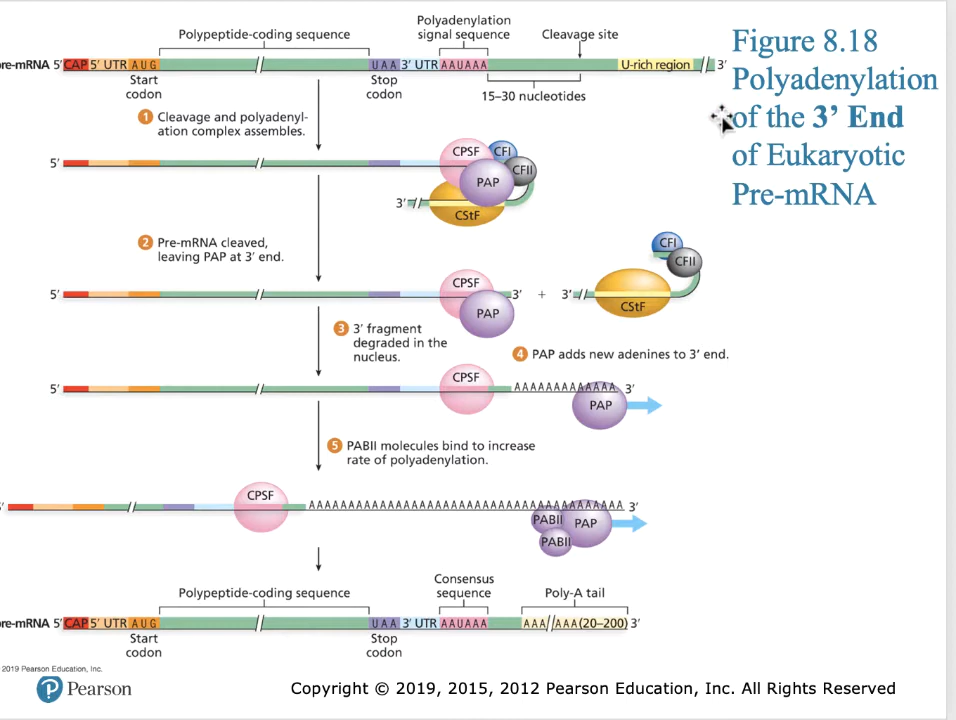 Figure 8.18
Polyadenylation
of the 3’ End
of Eukaryotic
Pre-mRNA
Polypeptide-coding sequence
Polyadenylation
signal sequence
Cleavage site
re-mRNA 5′ CAP 5′ UTR AUG UAA 3′ UTR AAUAAA U-rich region 3′
Start
codon
Stop
codon
15–30 nucleotides
1 Cleavage and polyadenyl-
ation complex assembles.
5′ CPSF CFI CFII PAP
3′ CStF
2 Pre-mRNA cleaved,
leaving PAP at 3′ end.
CFI
CFII
5′ CPSF 3′ + 3′ CStF
PAP
3 3′ fragment
degraded in the
nucleus.
4 PAP adds new adenines to 3′ end.
CPSF
5′ AAAAAAAAAAAAA 3′
PAP
5 PABII molecules bind to increase
rate of polyadenylation.
CPSF
3′
PABII PAP
PABII
Polypeptide-coding sequence
Consensus
sequence
Poly-A tail
re-mRNA 5′ CAP 5′ UTR AUG UAA 3′ UTR AAUAAA AAA//AAA(20–200) 3′
Start
codon
Stop
codon
2019 Pearson Education, Inc.
P Pearson
Copyright © 2019, 2015, 2012 Pearson Education, Inc. All Rights Reserved